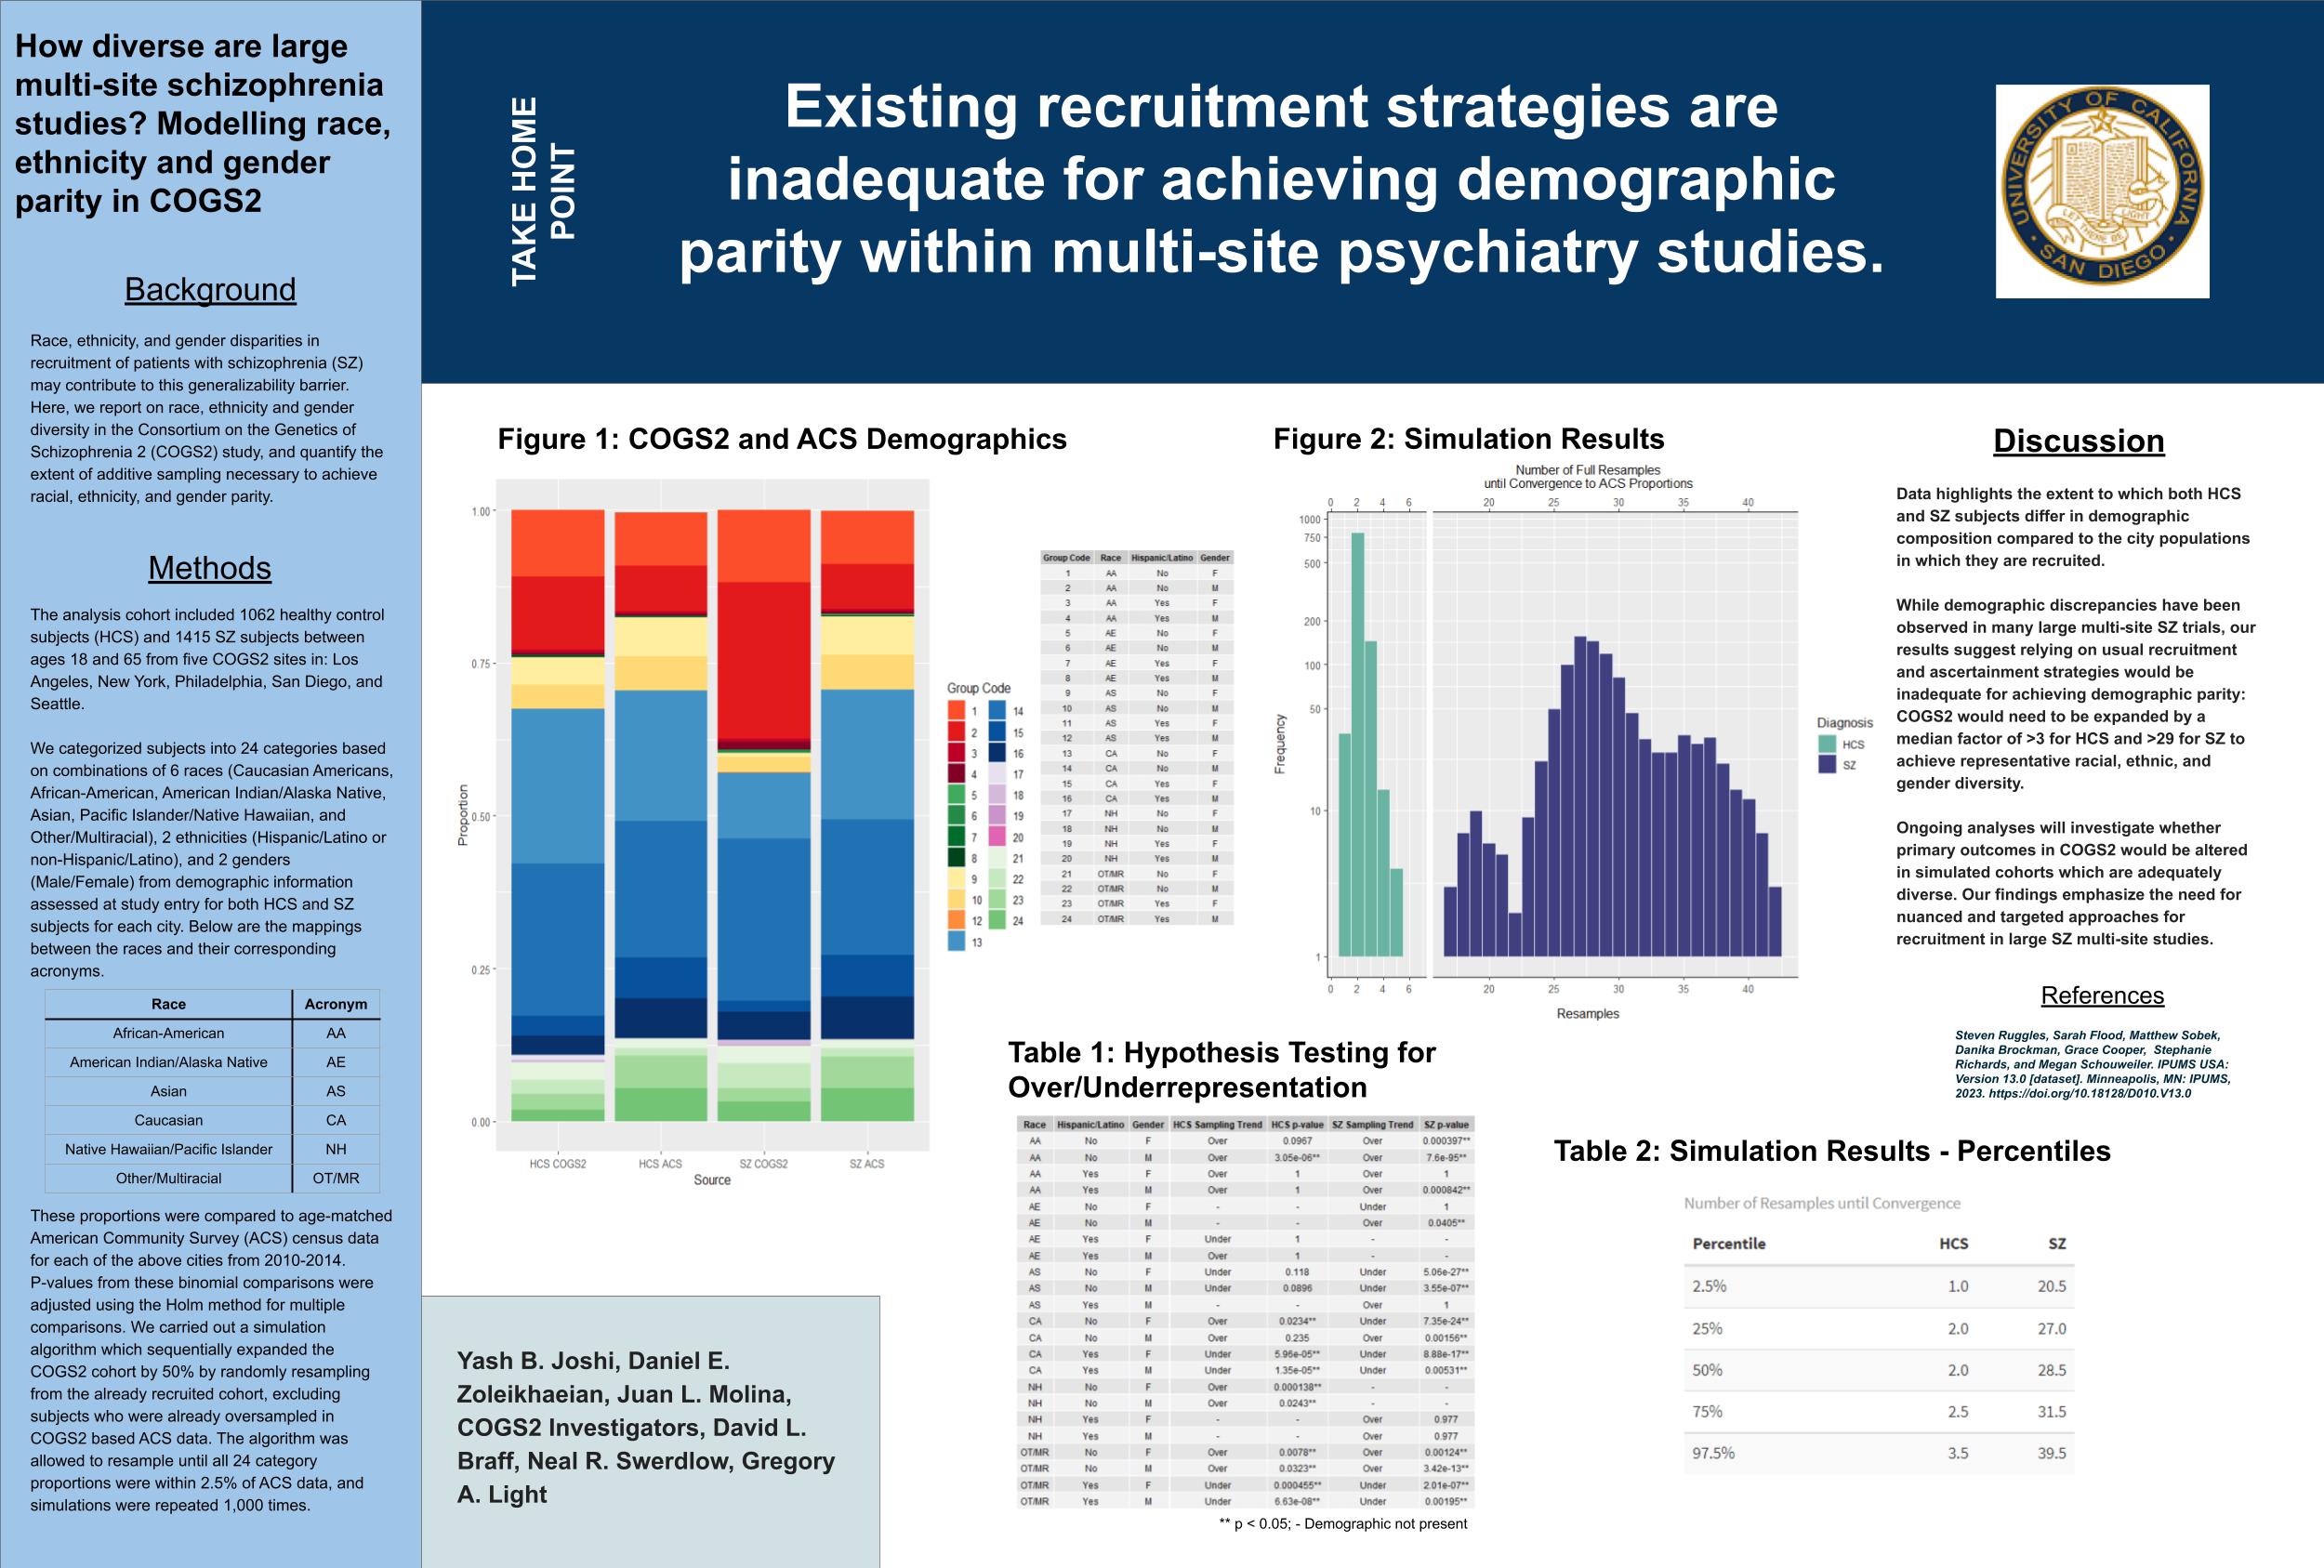 How diverse are large
multi-site schizophrenia
studies? Modelling race,
ethnicity and gender
parity in COGS2
Background
Race, ethnicity, and gender disparities in
recruitment of patients with schizophrenia (SZ)
may contribute to this generalizability barrier.
Here, we report on race, ethnicity and gender
diversity in the Consortium on the Genetics of
Schizophrenia 2 (COGS2) study, and quantify the
extent of additive sampling necessary to achieve
racial, ethnicity, and gender parity.
Methods
The analysis cohort included 1062 healthy control
subjects (HCS) and 1415 SZ subjects between
ages 18 and 65 from five COGS2 sites in: Los
Angeles, New York, Philadelphia, San Diego, and
Seattle.
We categorized subjects into 24 categories based
on combinations of 6 races (Caucasian Americans,
African-American, American Indian/Alaska Native,
Asian, Pacific Islander/Native Hawaiian, and
Other/Multiracial), 2 ethnicities (Hispanic/Latino or
non-Hispanic/Latino), and 2 genders
(Male/Female) from demographic information
assessed at study entry for both HCS and SZ
subjects for each city. Below are the mappings
between the races and their corresponding
acronyms.
Race Acronym
African-American AA
American Indian/Alaska Native AE
Asian AS
Caucasian CA
Native Hawaiian/Pacific Islander NH
Other/Multiracial OT/MR
These proportions were compared to age-matched
American Community Survey (ACS) census data
for each of the above cities from 2010-2014.
P-values from these binomial comparisons were
adjusted using the Holm method for multiple
comparisons. We carried out a simulation
algorithm which sequentially expanded the
COGS2 cohort by 50% by randomly resampling
from the already recruited cohort, excluding
subjects who were already oversampled in
COGS2 based ACS data. The algorithm was
allowed to resample until all 24 category
proportions were within 2.5% of ACS data, and
simulations were repeated 1,000 times.
TAKE HOME
POINT
Existing recruitment strategies are
inadequate for achieving demographic
parity within multi-site psychiatry studies.
UNIVERSITY OF CALIFORNIA
SAN DIEGO
LET THERE BE LIGHT
Figure 1: COGS2 and ACS Demographics
Proportion
1.00
0.75
0.50
0.25
0.00
HCS COGS2 HCS ACS SZ COGS2 SZ ACS
Source
Group Code
1 14
2 15
3 16
4 17
5 18
6 19
7 20
8 21
9 22
10 23
12 24
13
Group Code Race Hispanic/Latino Gender
1 AA No F
2 AA No M
3 AA Yes F
4 AA Yes M
5 AE No F
6 AE No M
7 AE Yes F
8 AE Yes M
9 AS No F
10 AS No M
11 AS Yes F
12 AS Yes M
13 CA No F
14 CA No M
15 CA Yes F
16 CA Yes M
17 NH No F
18 NH No M
19 NH Yes F
20 NH Yes M
21 OT/MR No F
22 OT/MR No M
23 OT/MR Yes F
24 OT/MR Yes M
Figure 2: Simulation Results
Number of Full Resamples
until Convergence to ACS Proportions
0 2 4 6 20 25 30 35 40
1000
750
500
200
100
50
10
1
Frequency
0 2 4 6 20 25 30 35 40
Resamples
Diagnosis
HCS
SZ
Table 1: Hypothesis Testing for
Over/Underrepresentation
Race Hispanic/Latino Gender HCS Sampling Trend HCS p-value SZ Sampling Trend SZ p-value
AA No F Over 0.0967 Over 0.000397**
AA No M Over 3.05e-06** Over 7.6e-95**
AA Yes F Over 1 Over 1
AA Yes M Over 1 Over 0.000842**
AE No F - - Under 1
AE No M - - Over 0.0405**
AE Yes F Under 1 - -
AE Yes M Over 1 - -
AS No F Under 0.118 Under 5.06e-27**
AS No M Under 0.0896 Under 3.55e-07**
AS Yes M - - Over 1
CA No F Over 0.0234** Under 7.35e-24**
CA No M Over 0.235 Over 0.00156**
CA Yes F Under 5.96e-05** Under 8.88e-17**
CA Yes M Under 1.35e-05** Under 0.00531**
NH No F Over 0.000138** - -
NH No M Over 0.0243** - -
NH Yes F - - Over 0.977
NH Yes M - - Over 0.977
OT/MR No F Over 0.0078** Over 0.00124**
OT/MR No M Over 0.0323** Over 3.42e-13**
OT/MR Yes F Under 0.000455** Under 2.01e-07**
OT/MR Yes M Under 6.63e-08** Under 0.00195**
** p < 0.05; - Demographic not present
Yash B. Joshi, Daniel E.
Zoleikhaeian, Juan L. Molina,
COGS2 Investigators, David L.
Braff, Neal R. Swerdlow, Gregory
A. Light
Discussion
Data highlights the extent to which both HCS
and SZ subjects differ in demographic
composition compared to the city populations
in which they are recruited.
While demographic discrepancies have been
observed in many large multi-site SZ trials, our
results suggest relying on usual recruitment
and ascertainment strategies would be
inadequate for achieving demographic parity:
COGS2 would need to be expanded by a
median factor of >3 for HCS and >29 for SZ to
achieve representative racial, ethnic, and
gender diversity.
Ongoing analyses will investigate whether
primary outcomes in COGS2 would be altered
in simulated cohorts which are adequately
diverse. Our findings emphasize the need for
nuanced and targeted approaches for
recruitment in large SZ multi-site studies.
References
Steven Ruggles, Sarah Flood, Matthew Sobek,
Danika Brockman, Grace Cooper, Stephanie
Richards, and Megan Schouweiler. IPUMS USA:
Version 13.0 [dataset]. Minneapolis, MN: IPUMS,
2023. https://doi.org/10.18128/D010.V13.0
Table 2: Simulation Results - Percentiles
Number of Resamples until Convergence
Percentile HCS SZ
2.5% 1.0 20.5
25% 2.0 27.0
50% 2.0 28.5
75% 2.5 31.5
97.5% 3.5 39.5